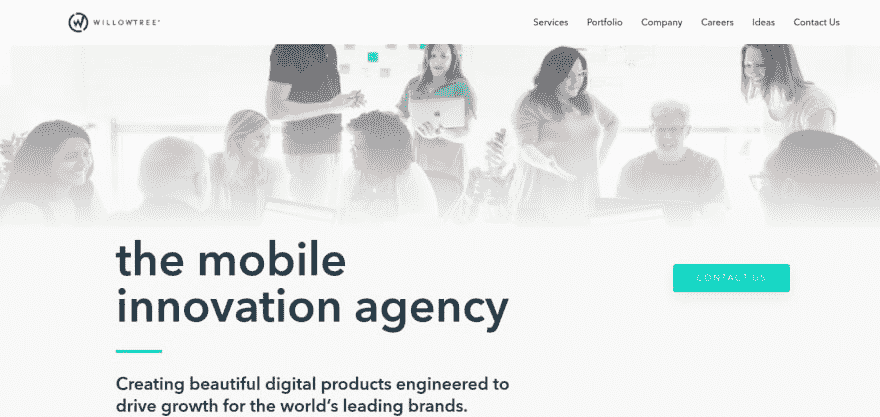 WILLOWTREE®
Services Portfolio Company Careers Ideas Contact Us
the mobile
innovation agency
CONTACT US
Creating beautiful digital products engineered to
drive growth for the world's leading brands.